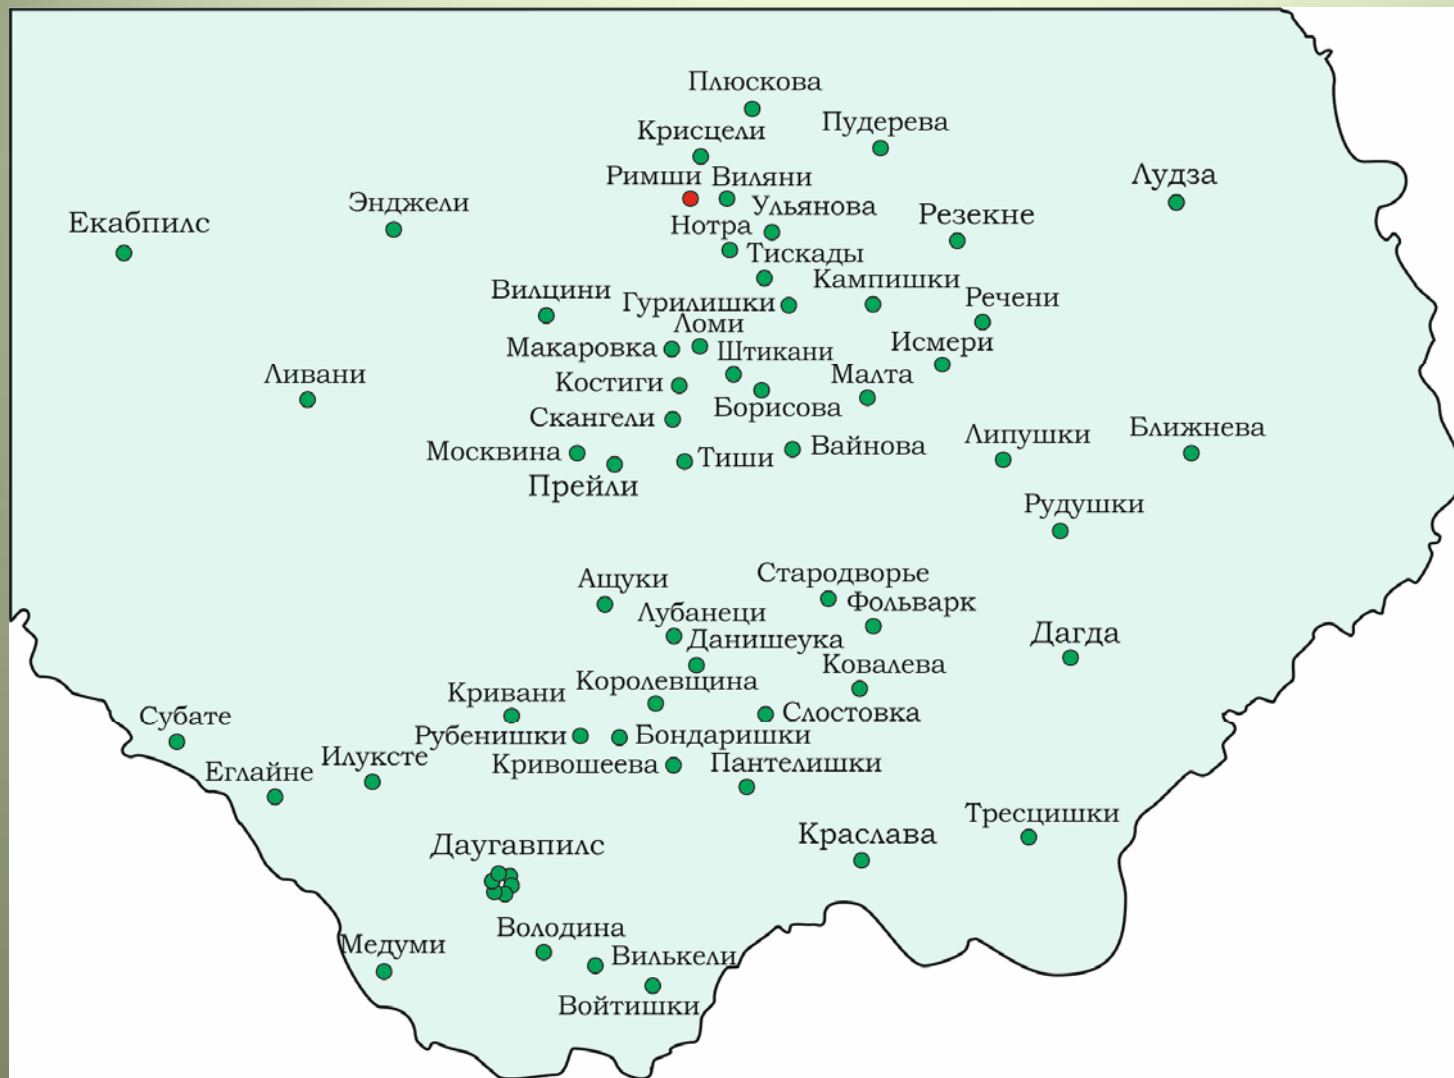 Плюскова
Пудерева
Крисцели
Римши
Виляни
Лудза
Энджели
Ульянова
Екабпилс
Резекне
Нотра
Тискады
Кампишки
Вилцини
Гурилишки
Речени
Ломи
Макаровка
Штикани
Исмери
Ливани
Костиги
Малта
Борисова
Скангели
Ближнева
Липушки
Москвина
Тиши
Вайнова
Прейли
Рудушки
Ащуки
Стародворье
Фольварк
Лубанеци
Дагда
Данишеука
Ковалева
Королевщина
Кривани
Слостовка
Субате
Рубенишки
Бондаришки
Илуксте
Кривошеева
Пантелишки
Еглайне
Тресцишки
Краслава
Даугавпилс
Володина
Медуми
Вилькели
Войтишки